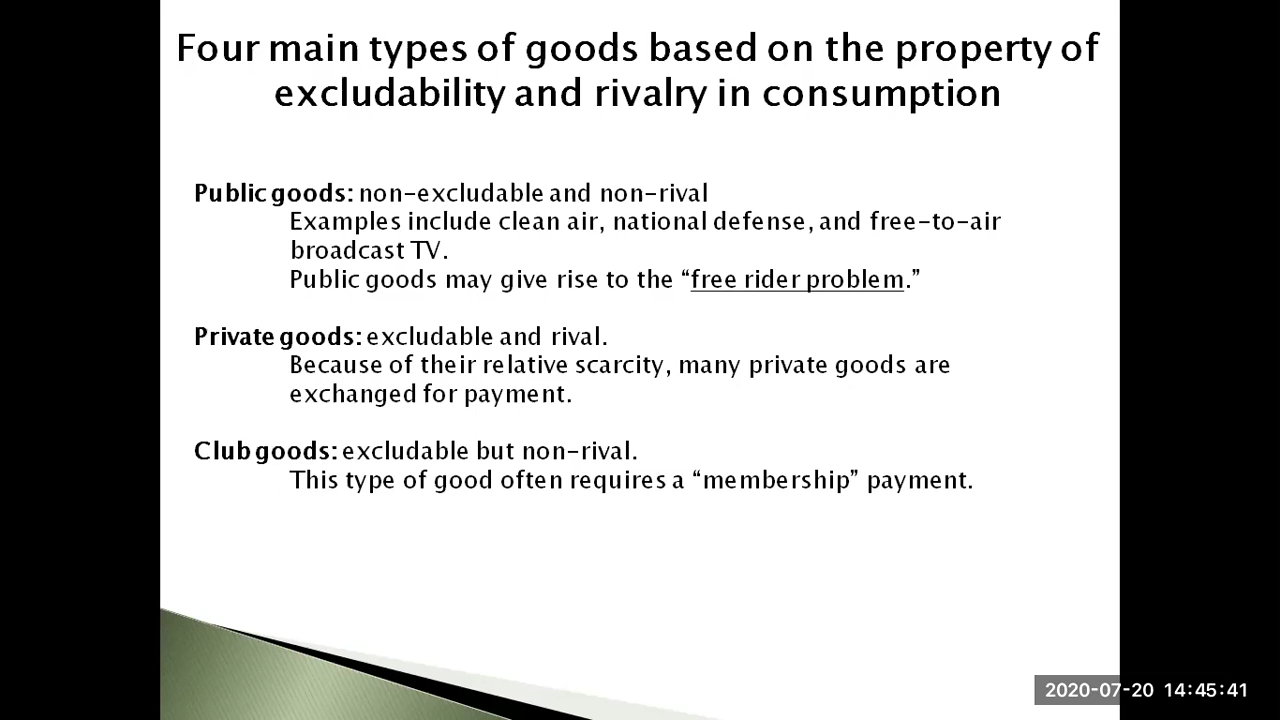 Four main types of goods based on the property of
excludability and rivalry in consumption
Public goods: non-excludable and non-rival
Examples include clean air, national defense, and free-to-air
broadcast TV.
Public goods may give rise to the “free rider problem.”
Private goods: excludable and rival.
Because of their relative scarcity, many private goods are
exchanged for payment.
Club goods: excludable but non-rival.
This type of good often requires a “membership” payment.
2020-07-20 14:45:41